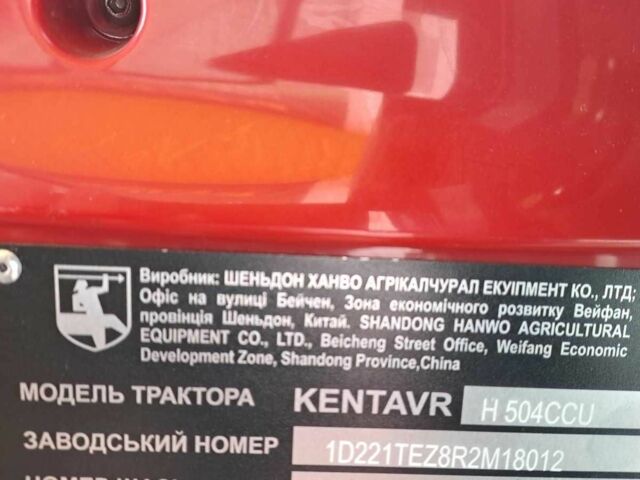 Виробник: ШЕНЬДОН ХАНВО АГРІКАЛЧУРАЛ ЕКУІПМЕНТ КО., ЛТД;
Офіс на вулиці Бейчен, Зона економічного розвитку Вейфан,
провінція Шеньдон, Китай. SHANDONG HANWO AGRICULTURAL
EQUIPMENT CO., LTD., Beicheng Street Office, Weifang Economic
Development Zone, Shandong Province,China
МОДЕЛЬ ТРАКТОРА KENTAVR H 504CCU
ЗАВОДСЬКИЙ НОМЕР 1D221TEZ8R2M18012